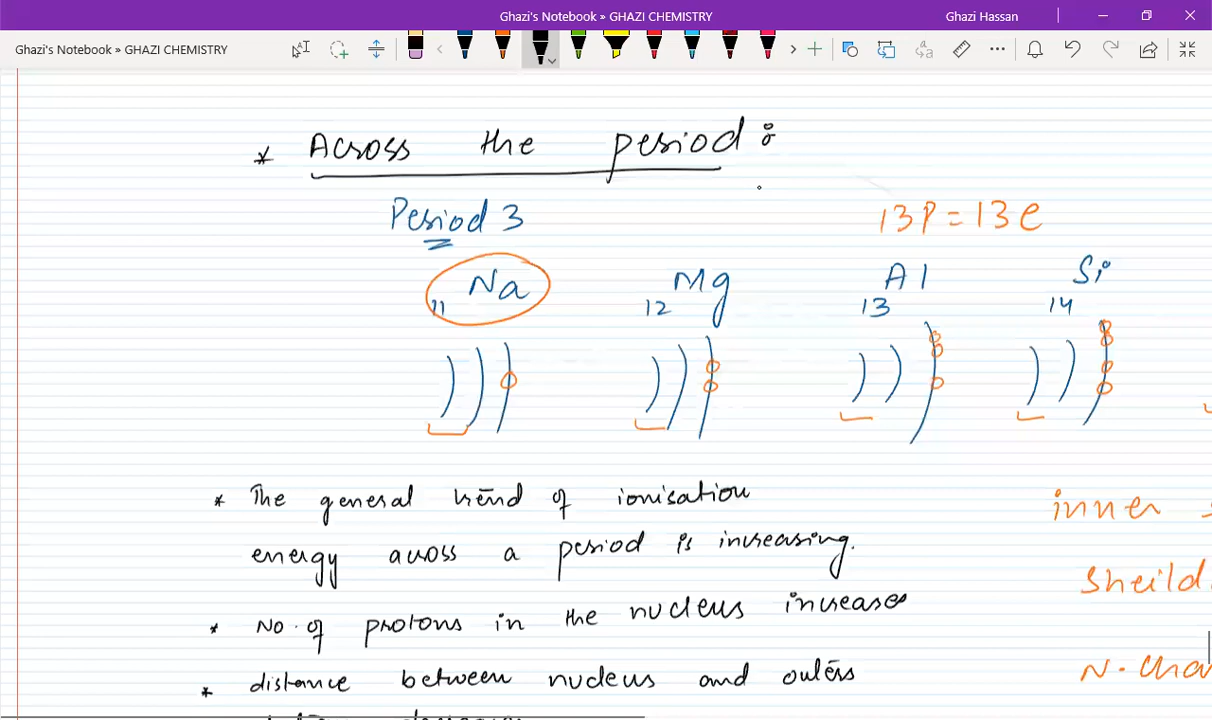 Ghazi's Notebook » GHAZI CHEMISTRY
Ghazi Hassan
Ghazi's Notebook » GHAZI CHEMISTRY
* Across the period :
Period 3
13P = 13e
11 Na
12 Mg
13 Al
14 Si
* The general trend of ionisation
energy across a period is increasing.
* No. of protons in the nucleus increases
* distance between nucleus and outers
inner
Sheild
N. Cha